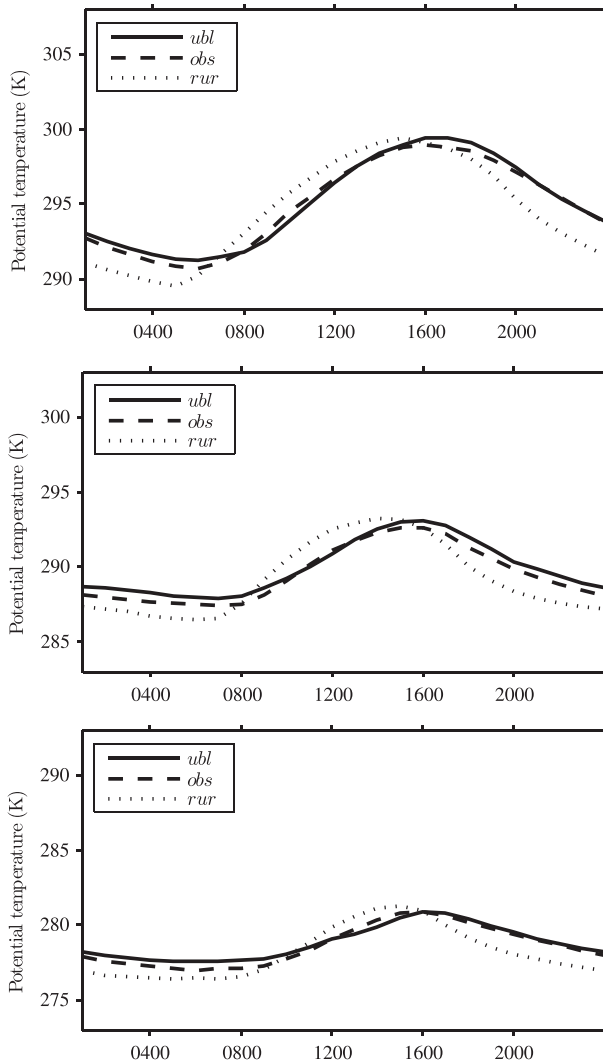 Potential temperature (K)
305
300
295
290
ubl
obs
rur
0400 0800 1200 1600 2000
Potential temperature (K)
300
295
290
285
ubl
obs
rur
0400 0800 1200 1600 2000
Potential temperature (K)
290
285
280
275
ubl
obs
rur
0400 0800 1200 1600 2000